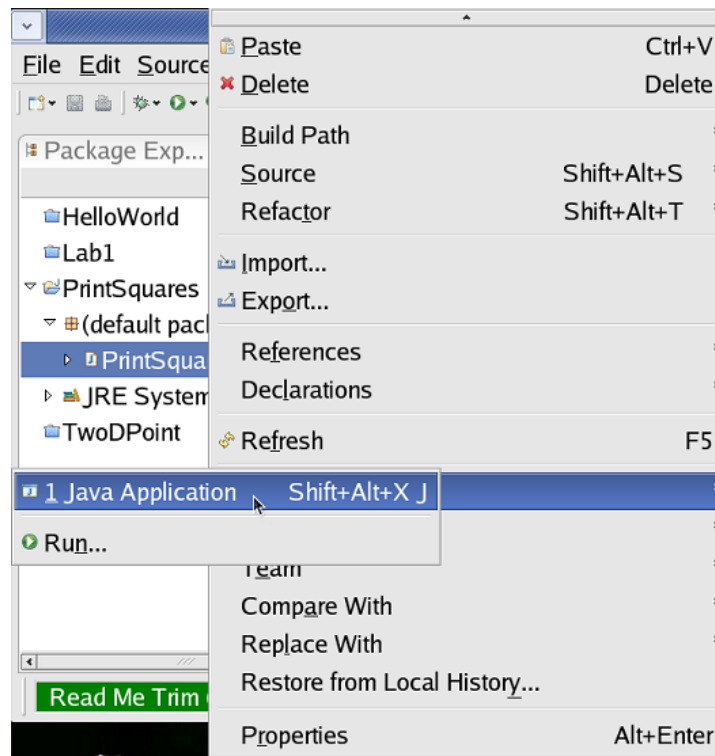 File Edit Source
Package Exp...
HelloWorld
Lab1
PrintSquares
(default pac
PrintSqua
JRE System
TwoDPoint
Paste Ctrl+V
Delete Delete
Build Path
Source Shift+Alt+S
Refactor Shift+Alt+T
Import...
Export...
References
Declarations
Refresh F5
1 Java Application Shift+Alt+X J
Run...
Team
Compare With
Replace With
Restore from Local History...
Properties Alt+Enter
Read Me Trim